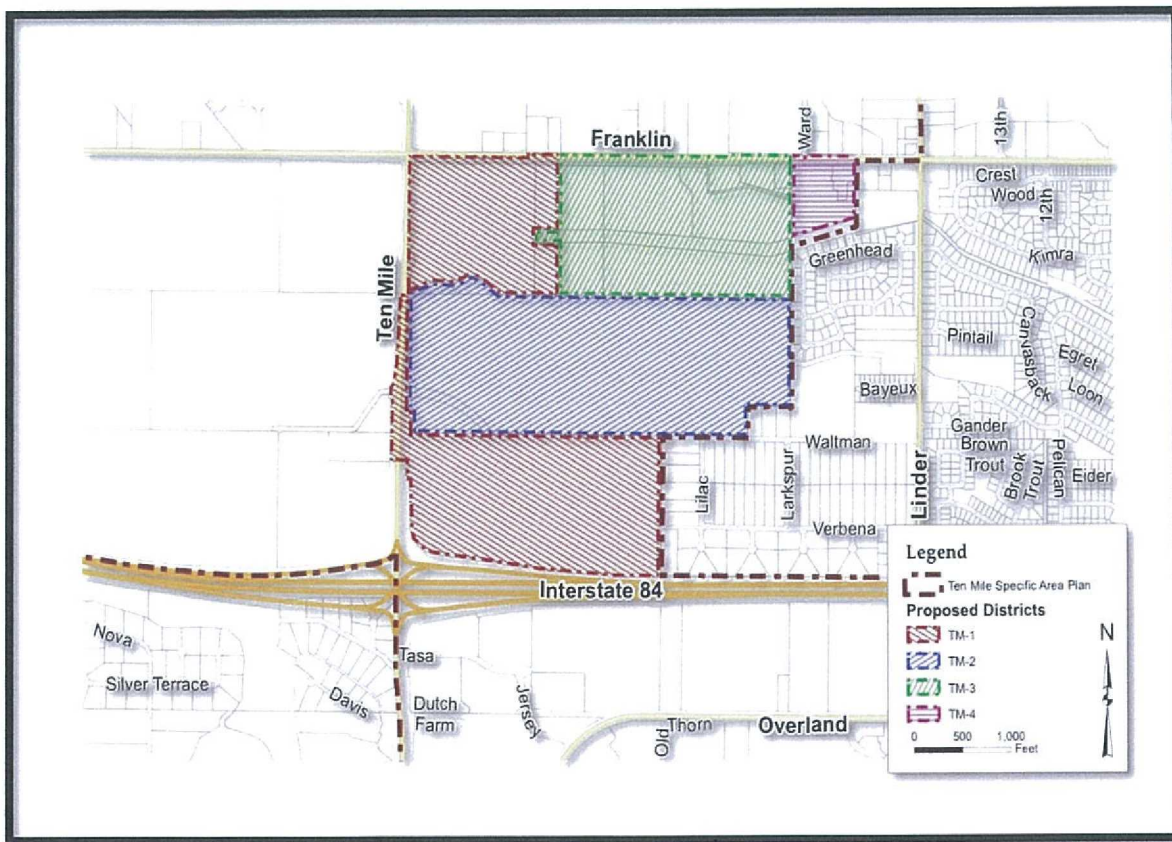 Franklin
Ward
13th
Crest
Wood
12th
Kimra
Greenhead
Ten Mile
Pintail
Canvasback
Egret
Loon
Bayeux
Gander
Brown
Trout
Brook
Trout
Pelican
Eider
Waltman
Lilac
Larkspur
Linder
Verbena
Interstate 84
Nova
Silver Terrace
Davis
Tasa
Dutch
Farm
Jersey
Old
Thorn
Overland
Legend
Ten Mile Specific Area Plan
Proposed Districts
TM-1
TM-2
TM-3
TM-4
N
0 500 1,000
Feet